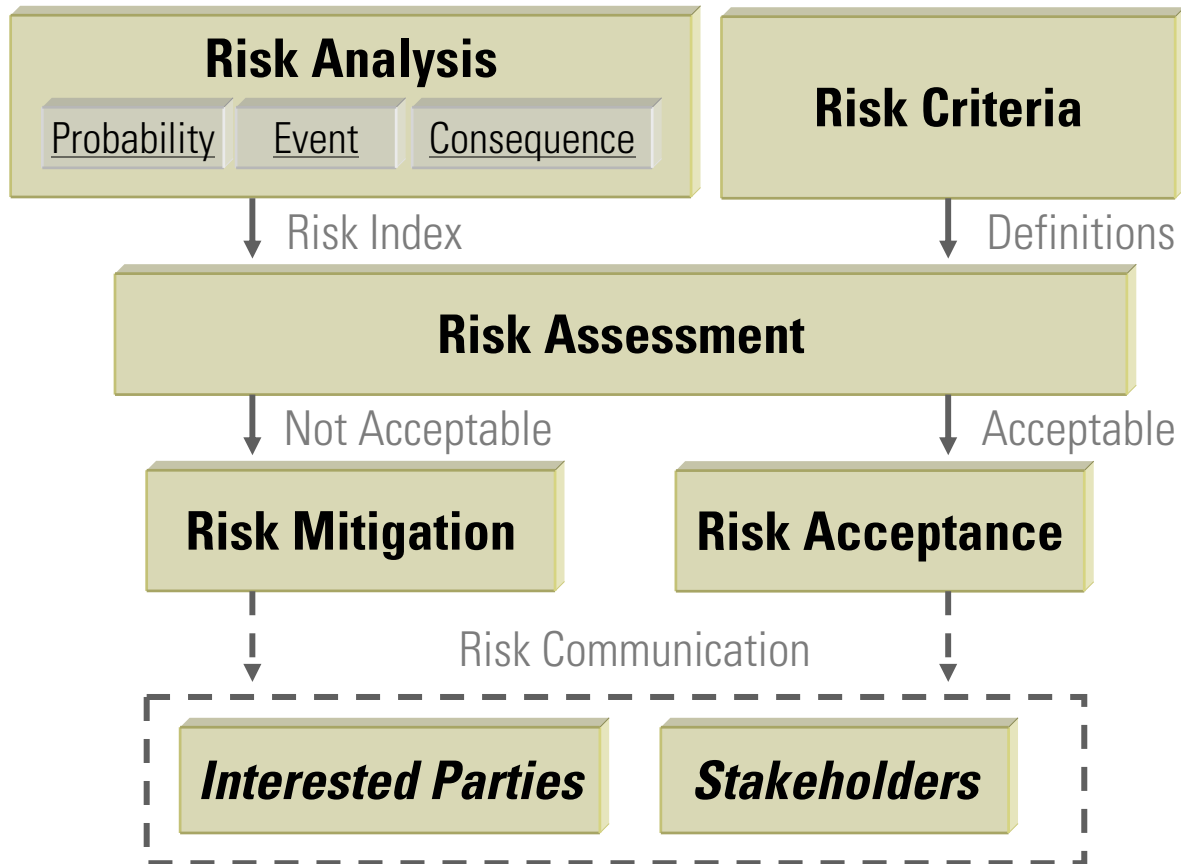 Risk Analysis
Probability Event Consequence
Risk Criteria
Risk Index
Definitions
Risk Assessment
Not Acceptable
Acceptable
Risk Mitigation
Risk Acceptance
Risk Communication
Interested Parties
Stakeholders